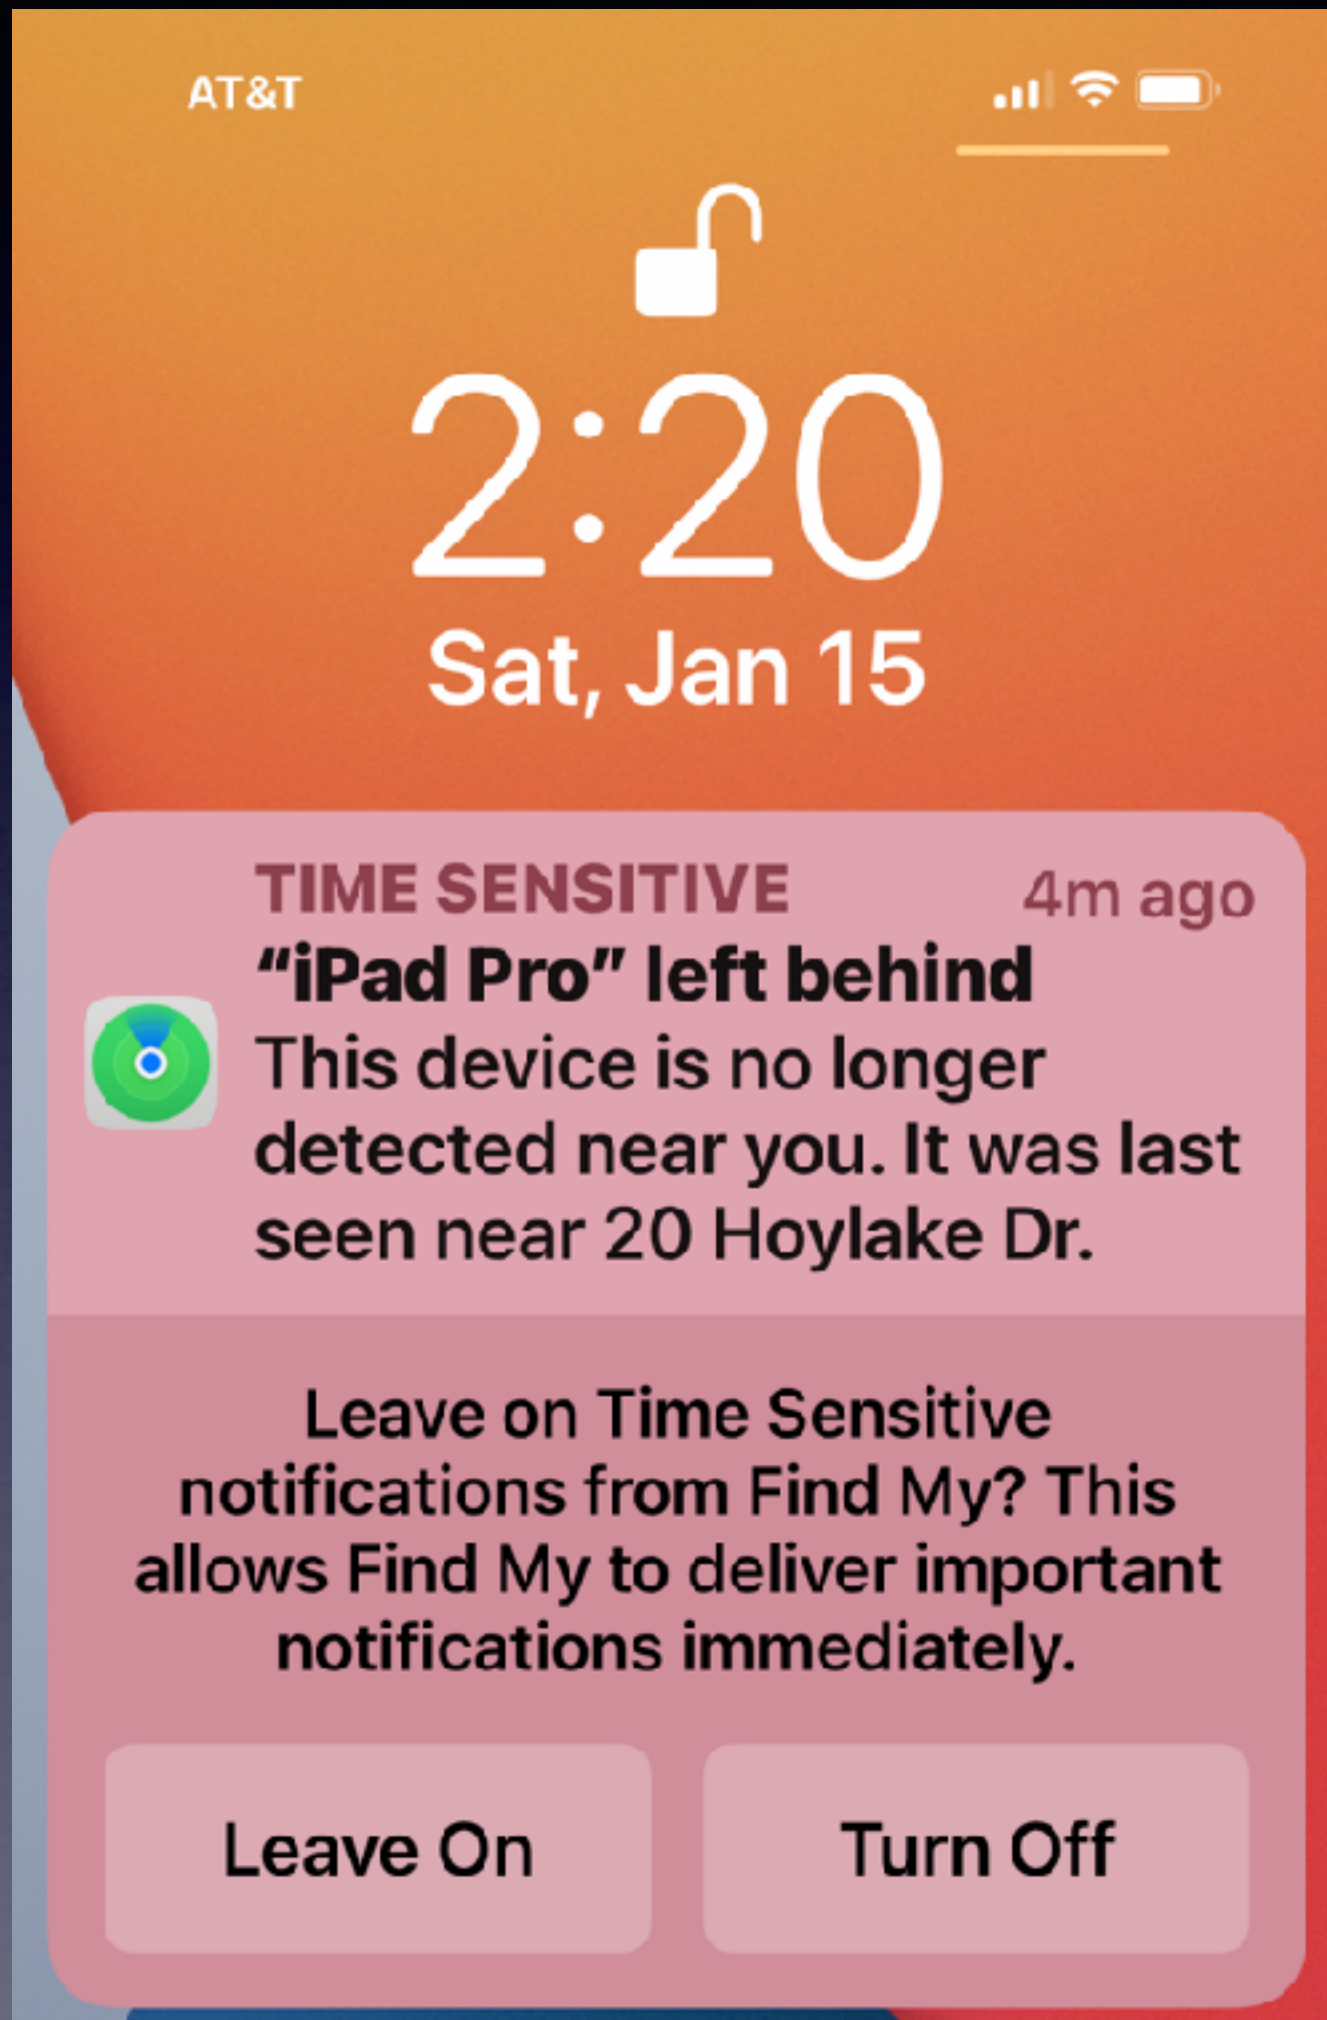 AT&T
2:20
Sat, Jan 15
TIME SENSITIVE 4m ago
“iPad Pro” left behind
This device is no longer
detected near you. It was last
seen near 20 Hoylake Dr.
Leave on Time Sensitive
notifications from Find My? This
allows Find My to deliver important
notifications immediately.
Leave On Turn Off